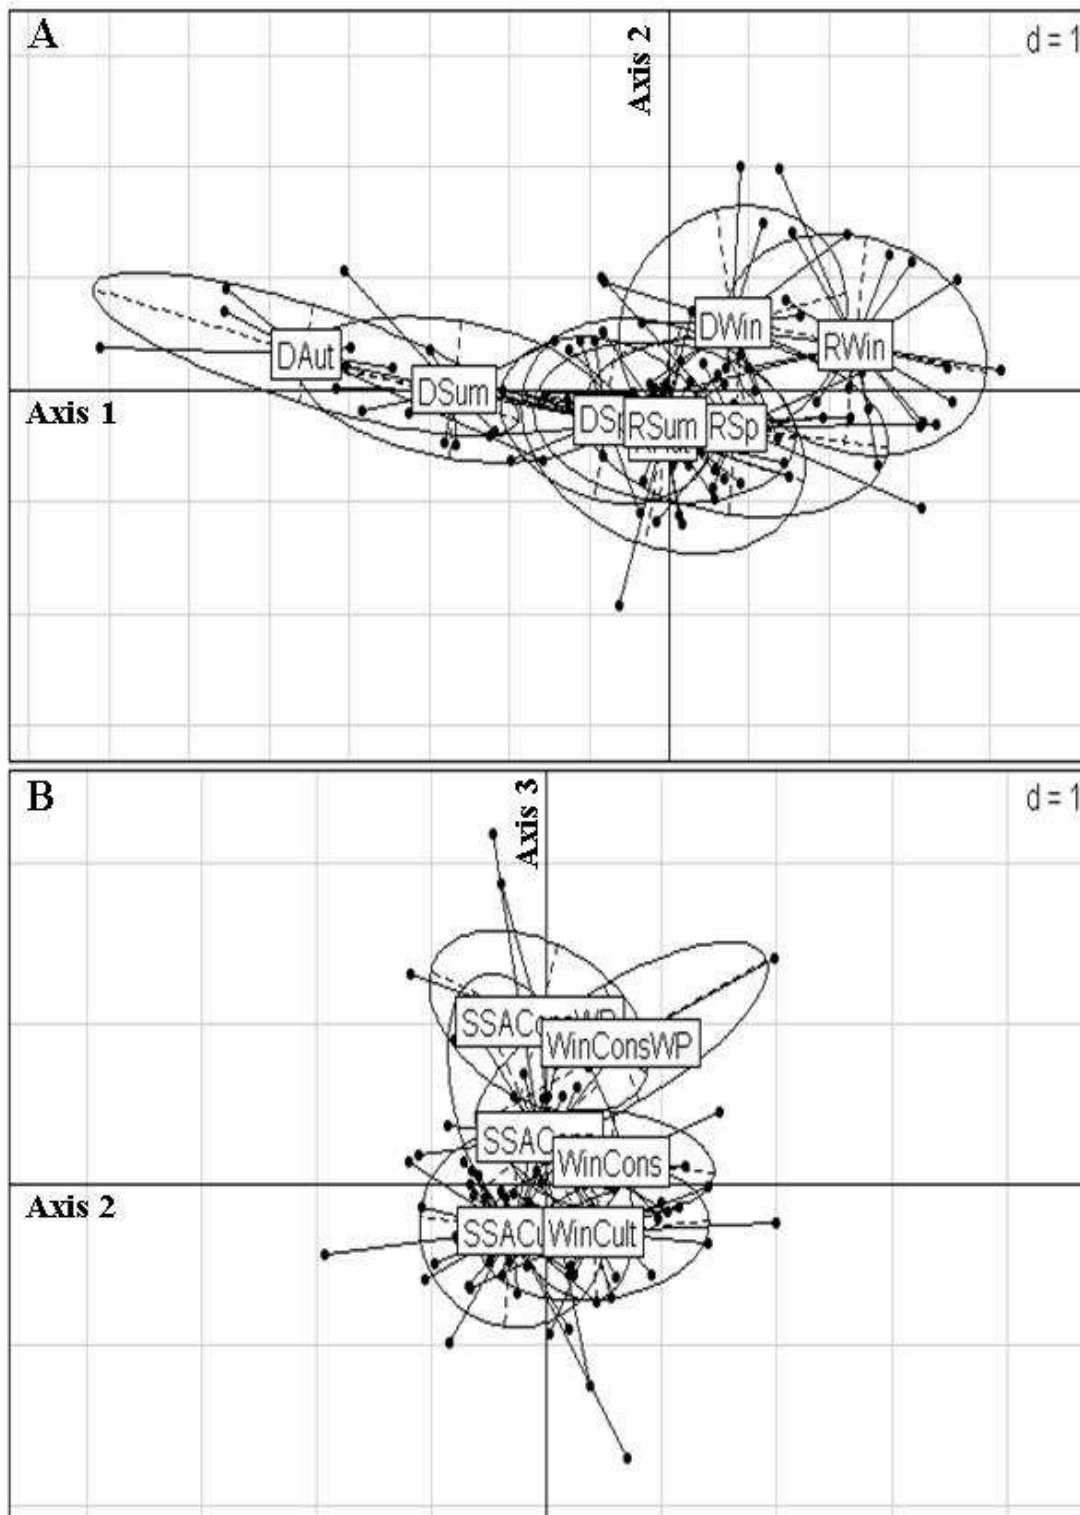 A
Axis 2
d = 1
DWin
RWin
DAut
DSum
RSum
RSp
Axis 1
B
Axis 3
d = 1
WinConsWP
WinCons
Axis 2
WinCult